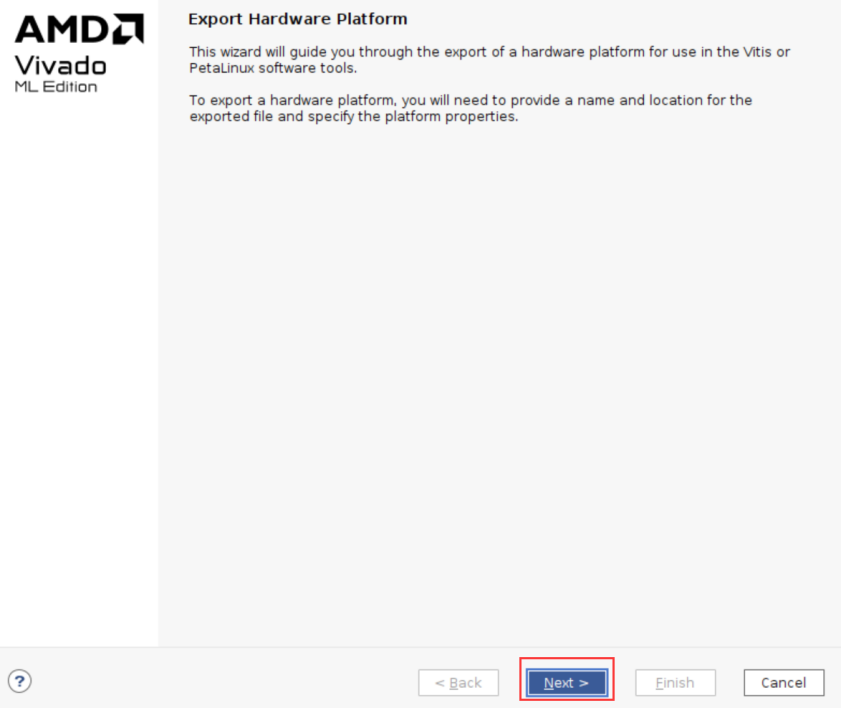 AMD
Vivado
ML Edition
Export Hardware Platform
This wizard will guide you through the export of a hardware platform for use in the Vitis or
PetaLinux software tools.
To export a hardware platform, you will need to provide a name and location for the
exported file and specify the platform properties.
?
< Back
Next >
Finish
Cancel